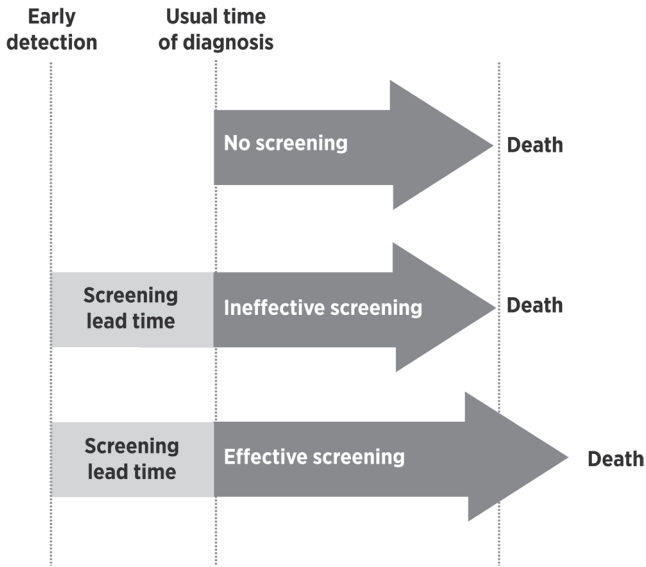 Early
detection
Usual time
of diagnosis
No screening
Death
Screening
lead time
Ineffective screening
Death
Screening
lead time
Effective screening
Death